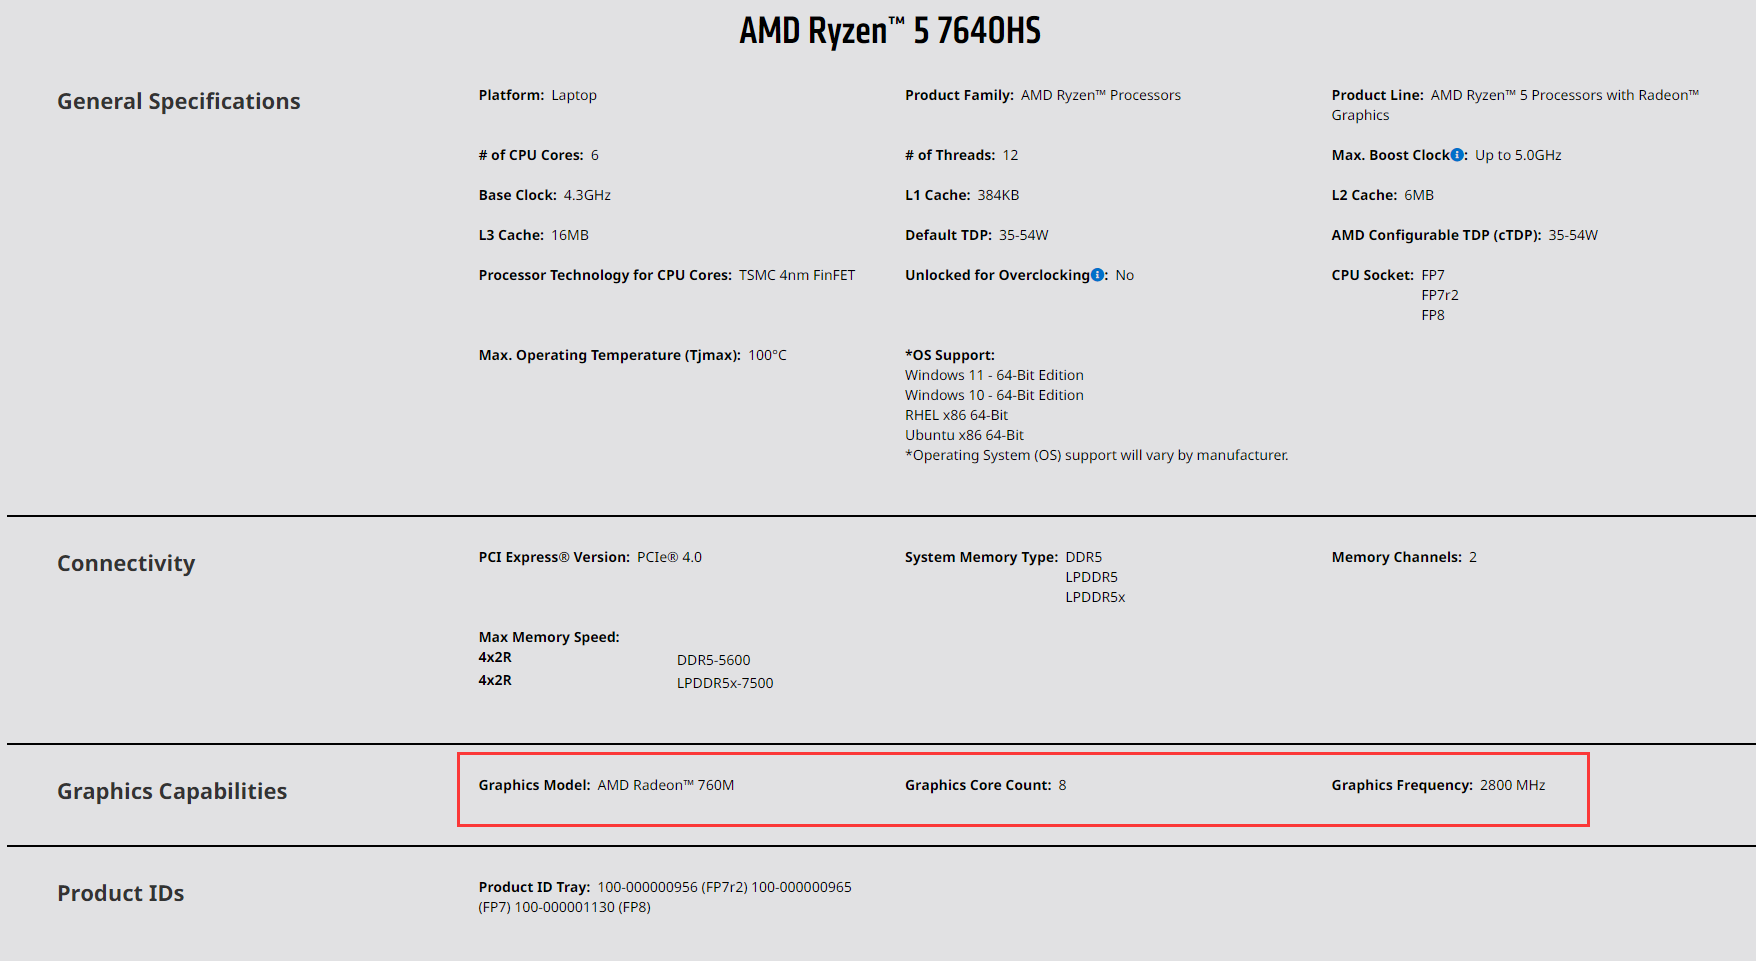 AMD Ryzen™ 5 7640HS
General Specifications
Platform: Laptop
Product Family: AMD Ryzen™ Processors
Product Line: AMD Ryzen™ 5 Processors with Radeon™
Graphics
# of CPU Cores: 6
# of Threads: 12
Max. Boost Clock: Up to 5.0GHz
Base Clock: 4.3GHz
L1 Cache: 384KB
L2 Cache: 6MB
L3 Cache: 16MB
Default TDP: 35-54W
AMD Configurable TDP (cTDP): 35-54W
Processor Technology for CPU Cores: TSMC 4nm FinFET
Unlocked for Overclocking: No
CPU Socket: FP7
FP7r2
FP8
Max. Operating Temperature (Tjmax): 100°C
*OS Support:
Windows 11 - 64-Bit Edition
Windows 10 - 64-Bit Edition
RHEL x86 64-Bit
Ubuntu x86 64-Bit
*Operating System (OS) support will vary by manufacturer.
Connectivity
PCI Express® Version: PCIe® 4.0
System Memory Type: DDR5
LPDDR5
LPDDR5x
Memory Channels: 2
Max Memory Speed:
4x2R DDR5-5600
4x2R LPDDR5x-7500
Graphics Capabilities
Graphics Model: AMD Radeon™ 760M
Graphics Core Count: 8
Graphics Frequency: 2800 MHz
Product IDs
Product ID Tray: 100-000000956 (FP7r2) 100-000000965
(FP7) 100-000001130 (FP8)